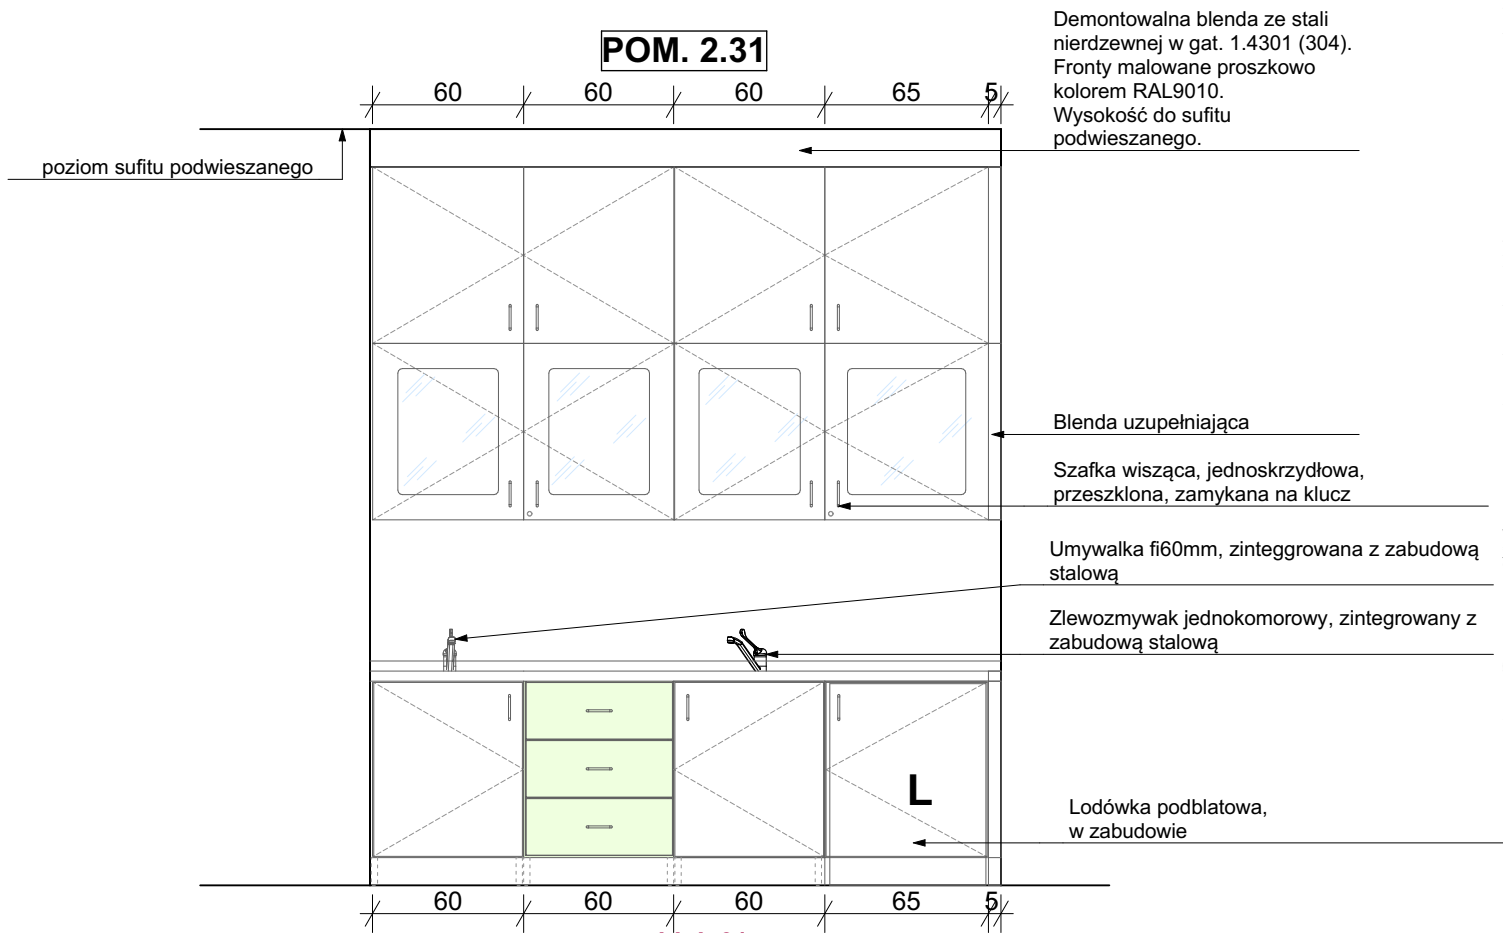 POM. 2.31
Demontowalna blenda ze stali
nierdzewnej w gat. 1.4301 (304).
Fronty malowane proszkowo
kolorem RAL9010.
Wysokość do sufitu
podwieszanego.
60 60 60 65 5
poziom sufitu podwieszanego
Blenda uzupełniająca
Szafka wisząca, jednoskrzydłowa,
przeszklona, zamykana na klucz
Umywalka fi60mm, zinteggrowana z zabudową
stalową
Zlewozmywak jednokomorowy, zintegrowany z
zabudową stalową
L
Lodówka podblatowa,
w zabudowie
60 60 60 65 5